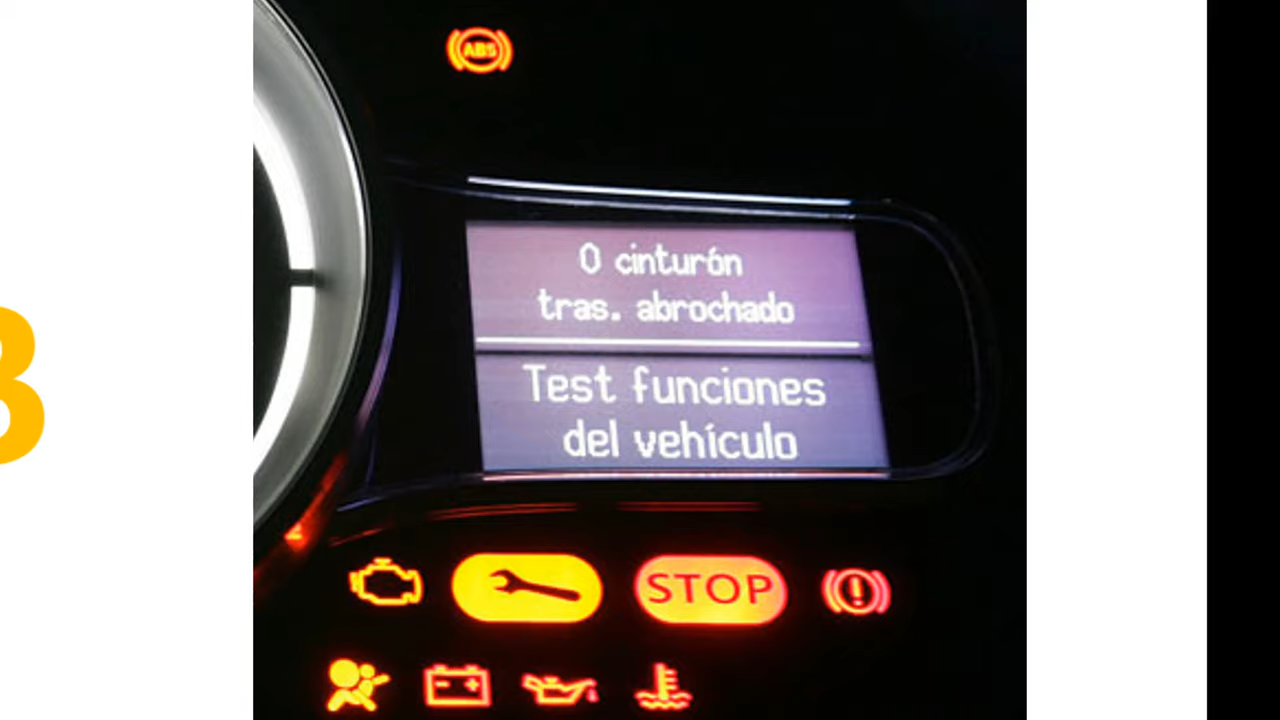 ABS
0 cinturón
tras. abrochado
Test funciones
del vehículo
STOP